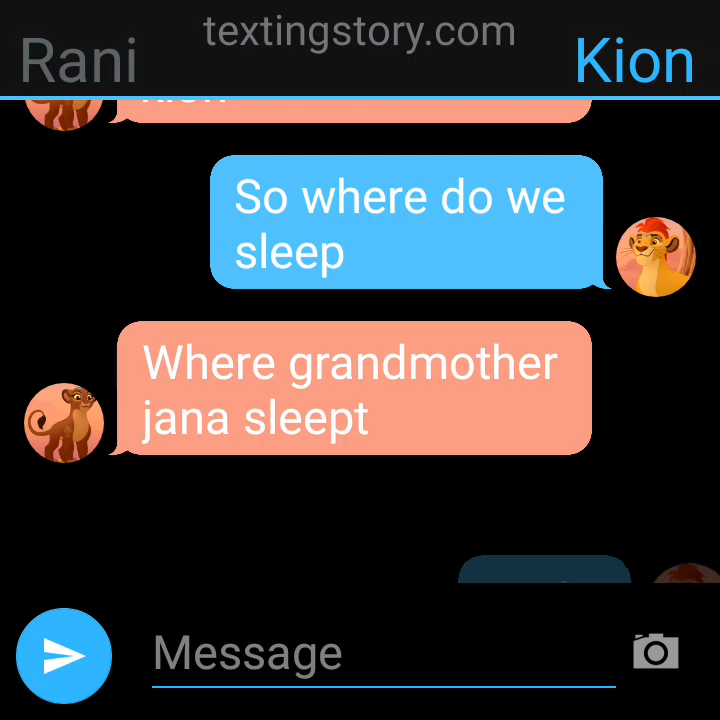 textingstory.com
Rani
Kion
So where do we
sleep
Where grandmother
jana sleept
Message